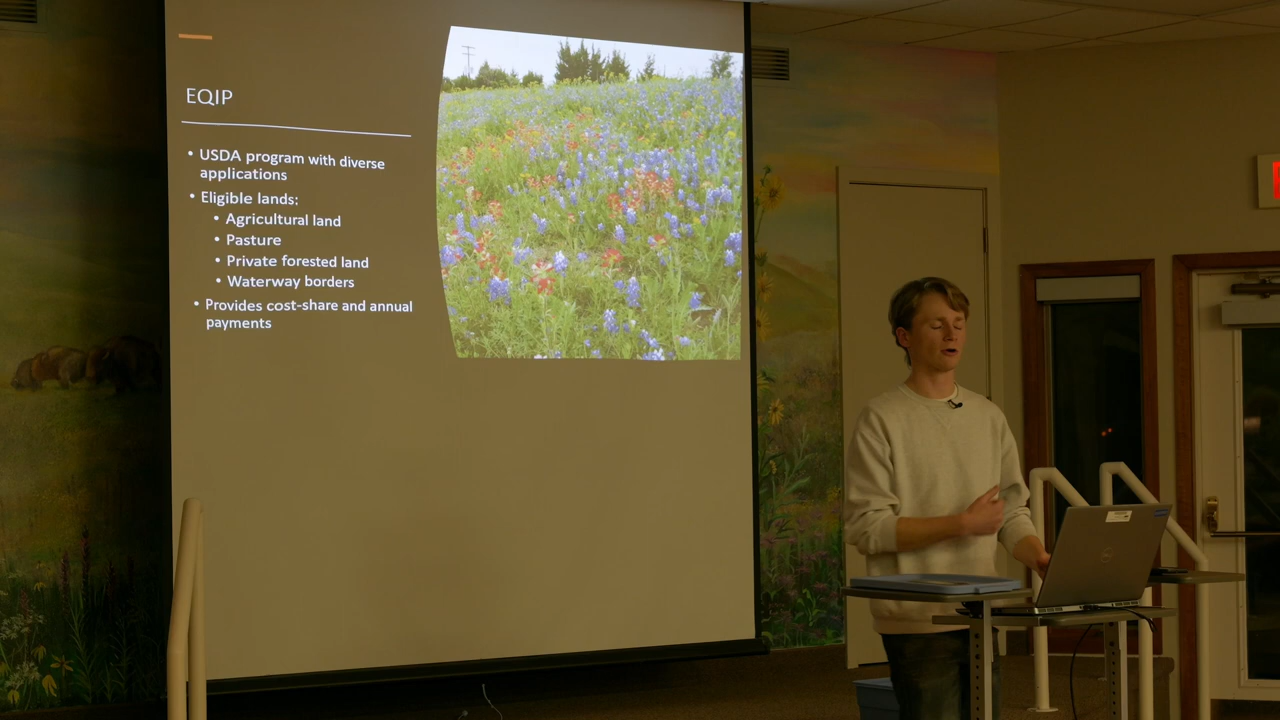 EQIP
• USDA program with diverse
applications
• Eligible lands:
• Agricultural land
• Pasture
• Private forested land
• Waterway borders
• Provides cost-share and annual
payments